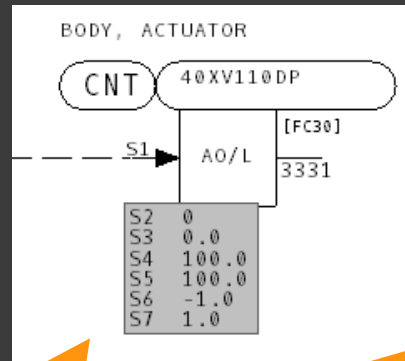 BODY, ACTUATOR
CNT 40XV110DP
[FC30]
S1 AO/L 3331
S2 0
S3 0.0
S4 100.0
S5 100.0
S6 -1.0
S7 1.0